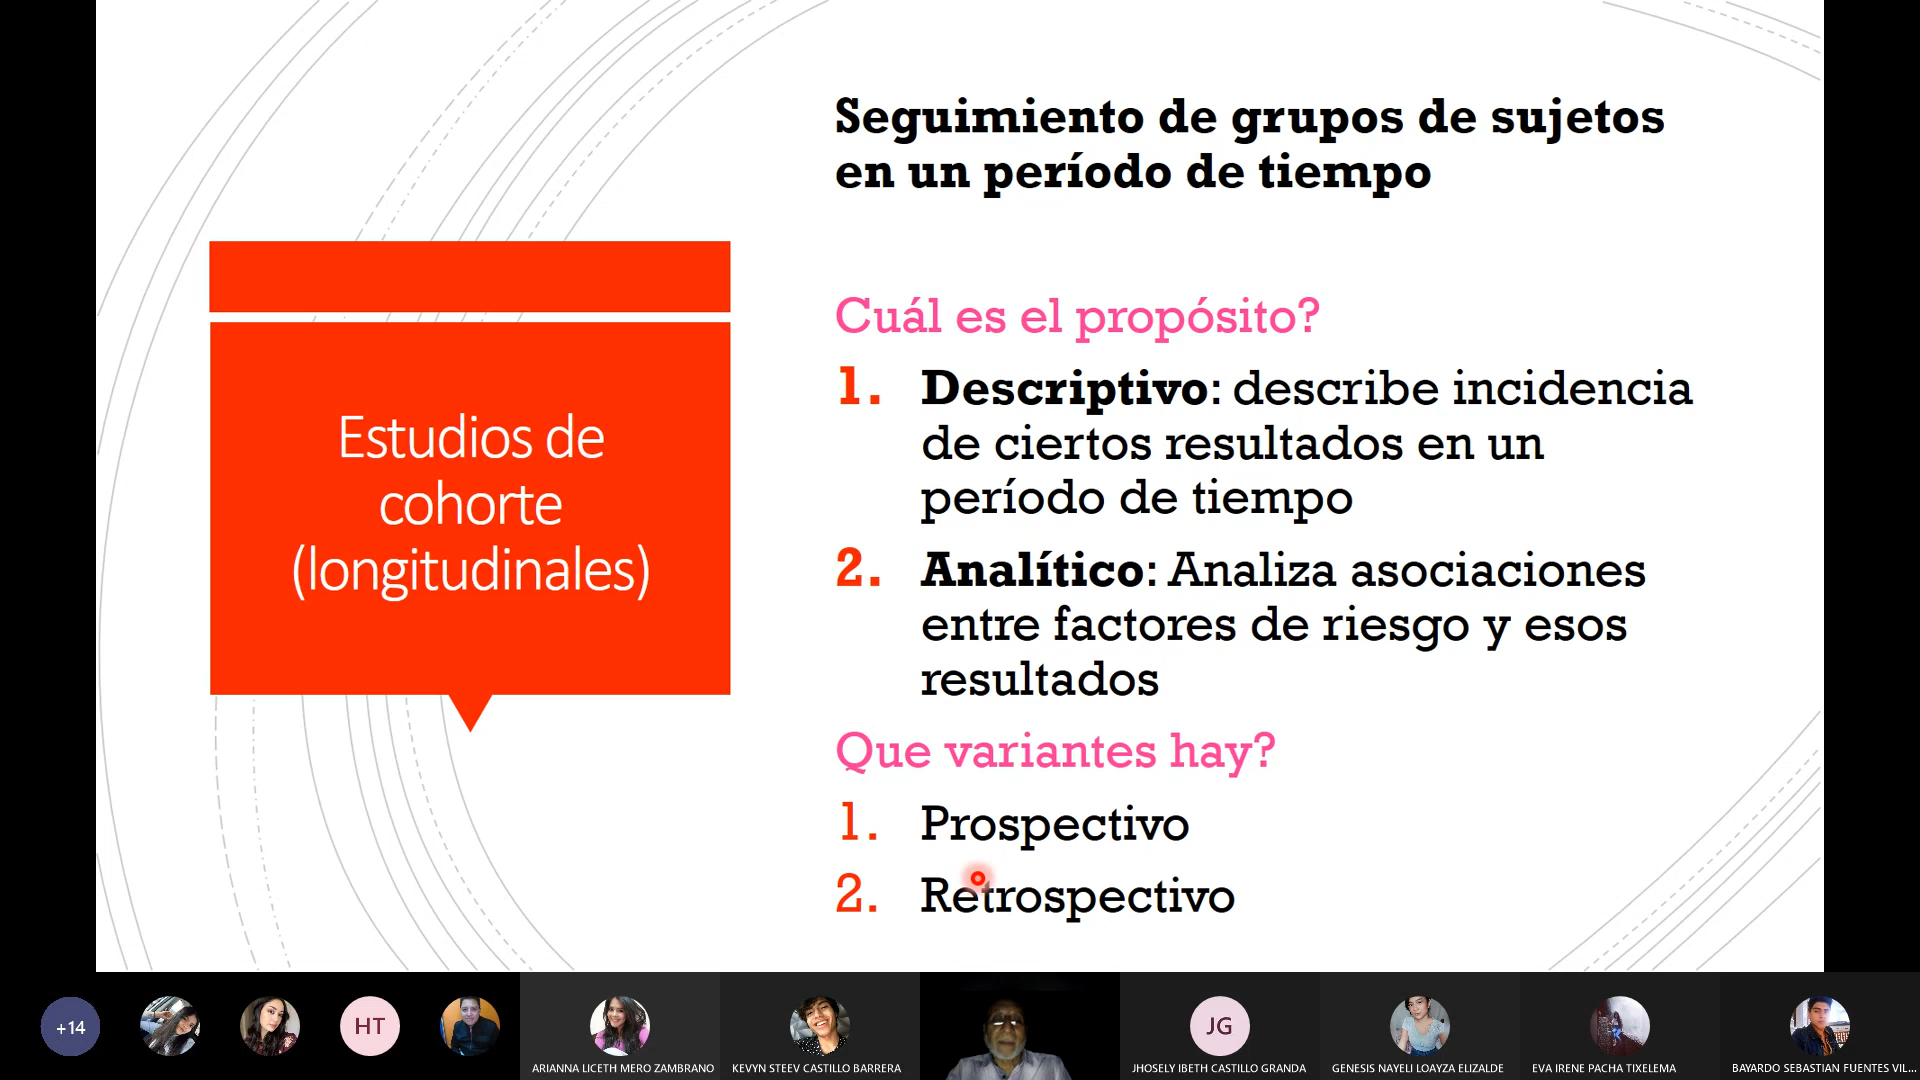 Estudios de
cohorte
(longitudinales)
Seguimiento de grupos de sujetos
en un período de tiempo
Cuál es el propósito?
1. Descriptivo: describe incidencia
de ciertos resultados en un
período de tiempo
2. Analítico: Analiza asociaciones
entre factores de riesgo y esos
resultados
Que variantes hay?
1. Prospectivo
2. Retrospectivo
+14
HT
ARIANNA LICETH MERO ZAMBRANO
KEVYN STEEV CASTILLO BARRERA
JG
JHOSELY IBETH CASTILLO GRANDA
GENESIS NAYELI LOAYZA ELIZALDE
EVA IRENE PACHA TIXELEMA
BAYARDO SEBASTIAN FUENTES VIL...